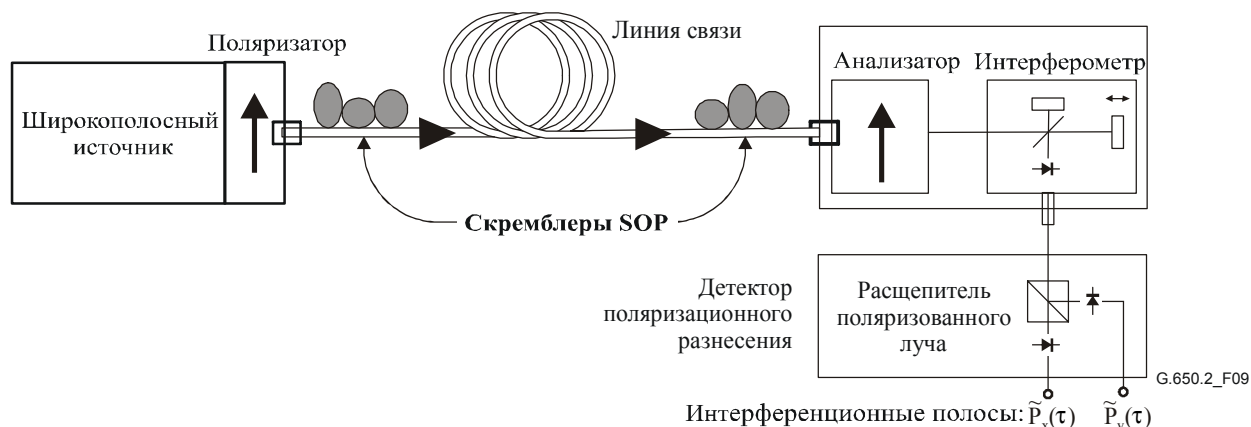 Линия связи
Поляризатор
Анализатор
Интерферометр
Широкополосный
источник
Скремблеры SOP
Детектор
поляризационного
разнесения
Расщепитель
поляризованного
луча
G.650.2_F09
Интерференционные полосы: P̃ₓ(τ) P̃ᵧ(τ)